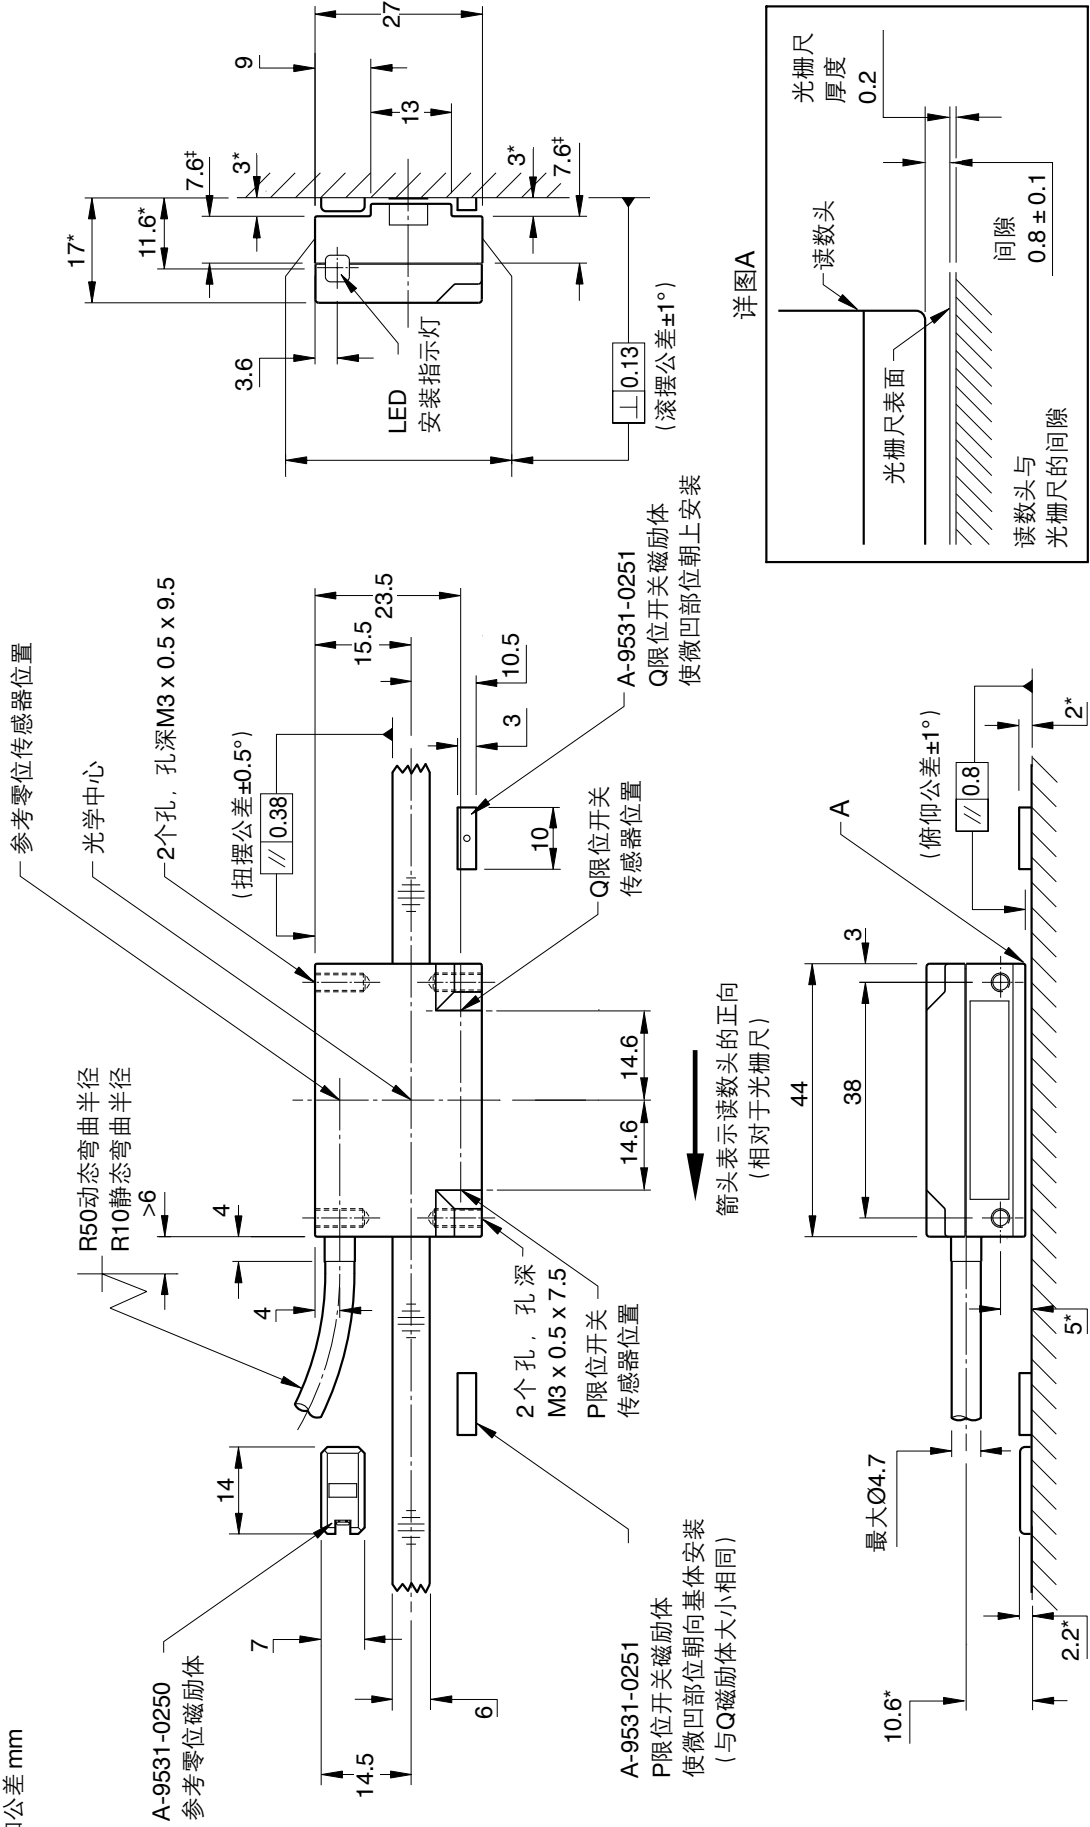 和公差 mm
A-9531-0250
参考零位磁励体
14.5
7
6
14
R50动态弯曲半径
R10静态弯曲半径
>6
4
4
参考零位传感器位置
光学中心
2个孔，孔深M3 x 0.5 x 9.5
(扭摆公差±0.5°)
// 0.38
15.5
23.5
10.5
3
10
A-9531-0251
Q限位开关磁励体
使微凹部位朝上安装
Q限位开关
传感器位置
14.6
14.6
2个孔，孔深
M3 x 0.5 x 7.5
P限位开关
传感器位置
A-9531-0251
P限位开关磁励体
使微凹部位朝向基体安装
(与Q磁励体大小相同)
箭头表示读数头的正向
(相对于光栅尺)
17*
11.6*
7.6‡
3*
9
27
13
3*
7.6‡
3.6
LED
安装指示灯
⊥ 0.13
(滚摆公差±1°)
44
38
3
A
(俯仰公差±1°)
// 0.8
2*
5*
最大Ø4.7
10.6*
2.2*
详图A
读数头
光栅尺
厚度
0.2
光栅尺表面
间隙
0.8 ± 0.1
读数头与
光栅尺的间隙